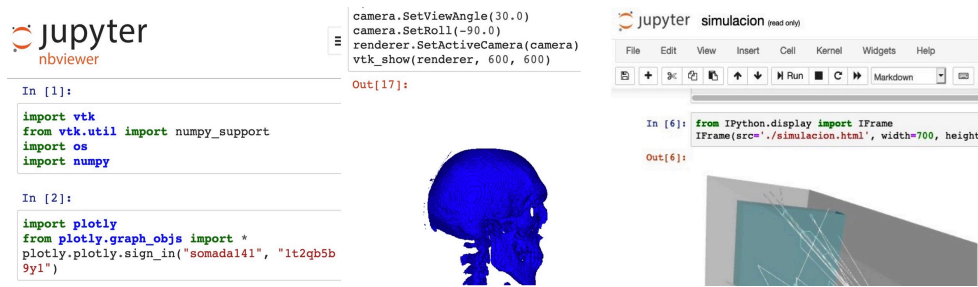 jupyter
nbviewer
In [1]:
import vtk
from vtk.util import numpy_support
import os
import numpy
In [2]:
import plotly
from plotly.graph_objs import *
plotly.plotly.sign_in("somada141", "1t2qb5b
9yl")
camera.SetViewAngle(30.0)
camera.SetRoll(-90.0)
renderer.SetActiveCamera(camera)
vtk_show(renderer, 600, 600)
Out[17]:
jupyter simulacion (read only)
File Edit View Insert Cell Kernel Widgets Help
Run Markdown
In [6]: from IPython.display import IFrame
IFrame(src='./simulacion.html', width=700, height
Out[6]: